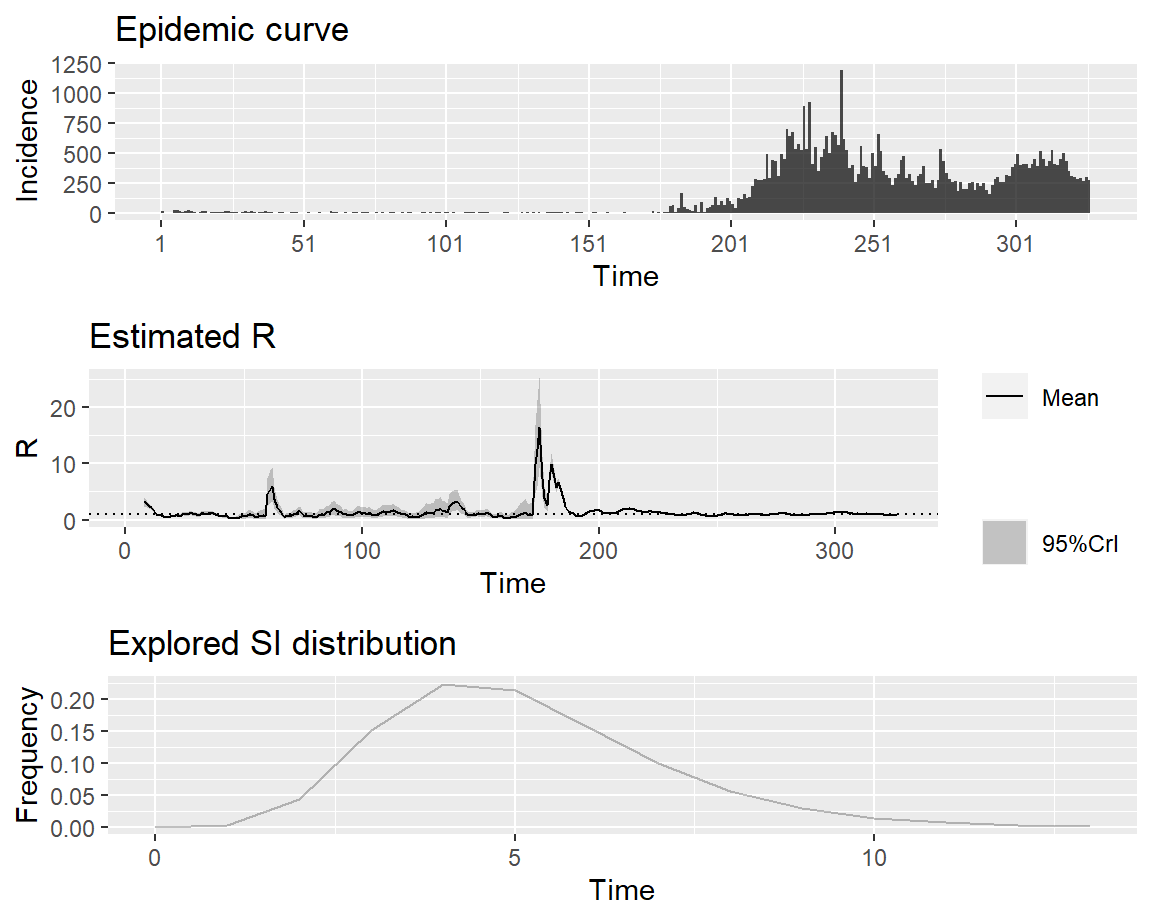 Epidemic curve
Incidence
1250
1000
750
500
250
0
1 51 101 151 201 251 301
Time
Estimated R
R
20
10
0
0 100 200 300
Time
Mean
95%CrI
Explored SI distribution
Frequency
0.20
0.15
0.10
0.05
0.00
0 5 10
Time